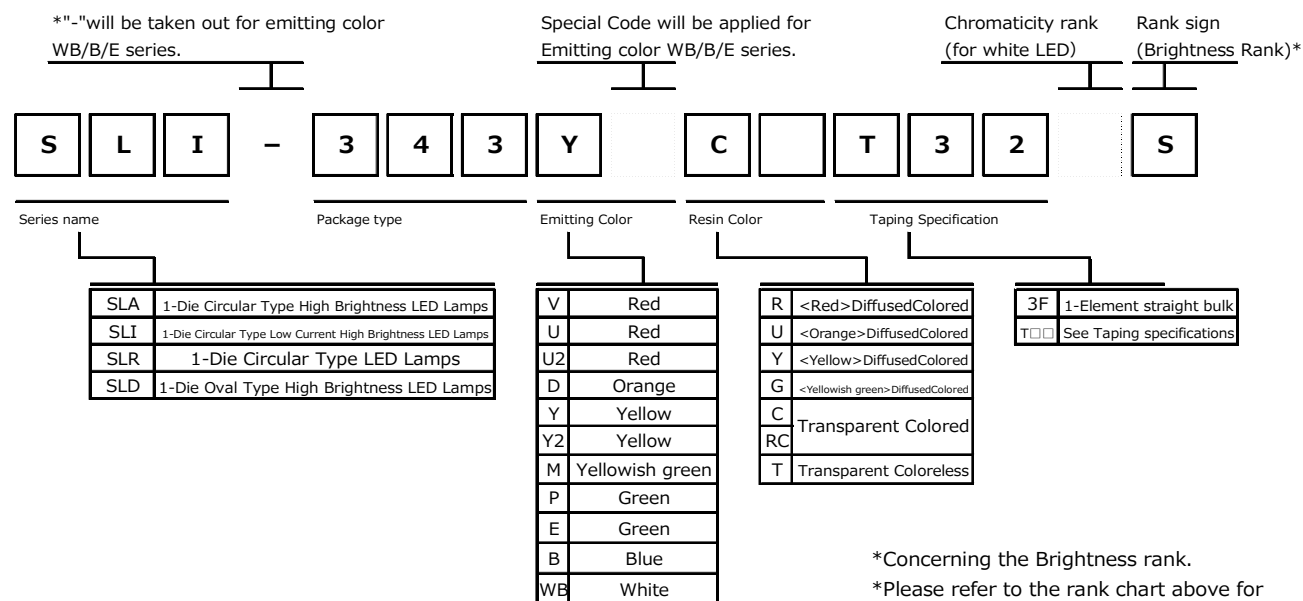 *"-"will be taken out for emitting color
WB/B/E series.
Special Code will be applied for
Emitting color WB/B/E series.
Chromaticity rank
(for white LED)
Rank sign
(Brightness Rank)*
S L I – 3 4 3 Y C T 3 2 S
Series name
Package type
Emitting Color
Resin Color
Taping Specification
SLA 1-Die Circular Type High Brightness LED Lamps
SLI 1-Die Circular Type Low Current High Brightness LED Lamps
SLR 1-Die Circular Type LED Lamps
SLD 1-Die Oval Type High Brightness LED Lamps
V Red
U Red
U2 Red
D Orange
Y Yellow
Y2 Yellow
M Yellowish green
P Green
E Green
B Blue
WB White
R <Red>DiffusedColored
U <Orange>DiffusedColored
Y <Yellow>DiffusedColored
G <Yellowish green>DiffusedColored
C
Transparent Colored
RC
T Transparent Coloreless
3F 1-Element straight bulk
T□□ See Taping specifications
*Concerning the Brightness rank.
*Please refer to the rank chart above for